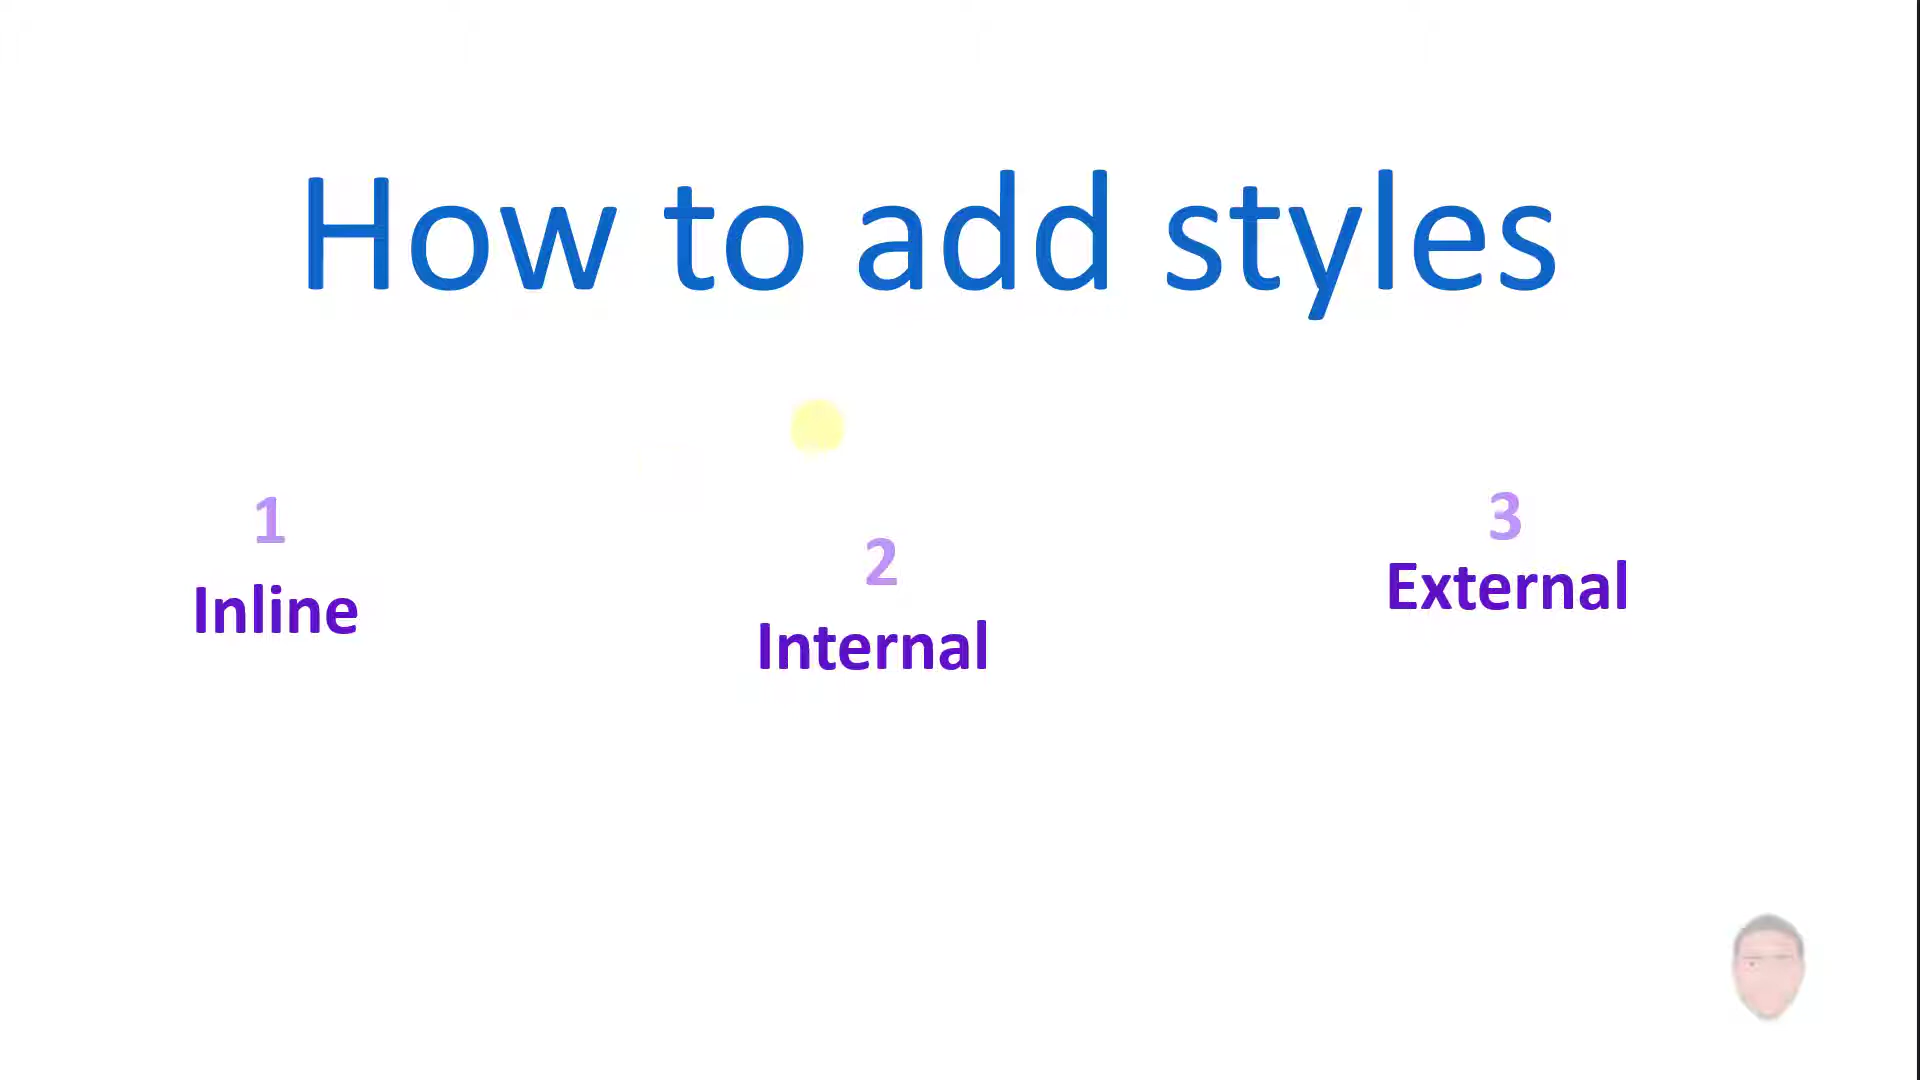 How to add styles
1
Inline
2
Internal
3
External